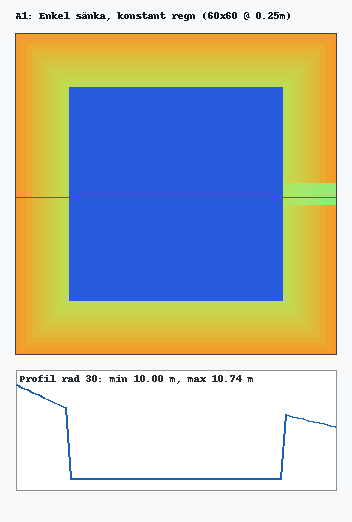 A1: Enkel sänka, konstant regn (60x60 @ 0.25m)
Profil rad 30: min 10.00 m, max 10.74 m